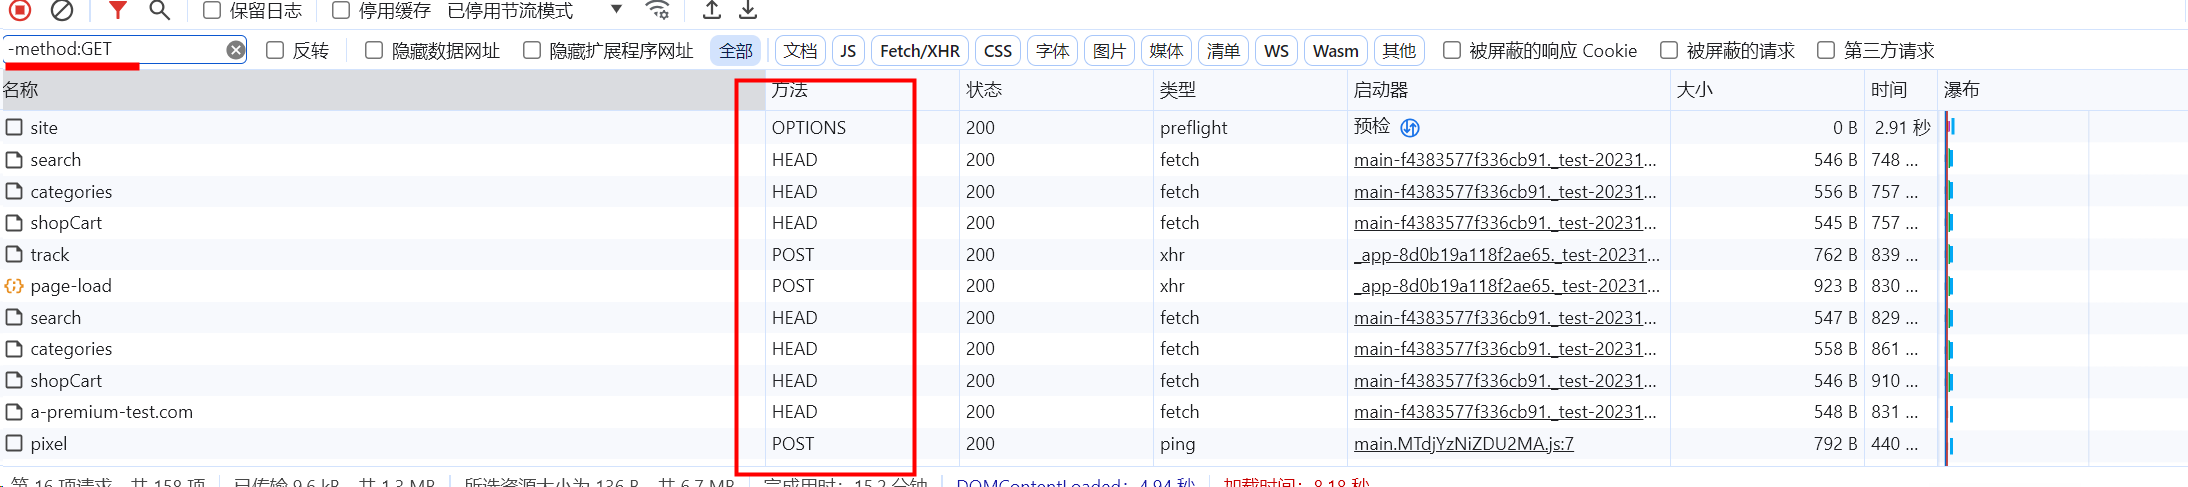 保留日志 停用缓存 已停用节流模式
-method:GET 反转 隐藏数据网址 隐藏扩展程序网址 全部 文档 JS Fetch/XHR CSS 字体 图片 媒体 清单 WS Wasm 其他 被屏蔽的响应 Cookie 被屏蔽的请求 第三方请求
名称 方法 状态 类型 启动器 大小 时间 瀑布
site OPTIONS 200 preflight 预检 0 B 2.91 秒
search HEAD 200 fetch main-f4383577f336cb91._test-20231... 546 B 748 ...
categories HEAD 200 fetch main-f4383577f336cb91._test-20231... 556 B 757 ...
shopCart HEAD 200 fetch main-f4383577f336cb91._test-20231... 545 B 757 ...
track POST 200 xhr _app-8d0b19a118f2ae65._test-20231... 762 B 839 ...
page-load POST 200 xhr _app-8d0b19a118f2ae65._test-20231... 923 B 830 ...
search HEAD 200 fetch main-f4383577f336cb91._test-20231... 547 B 829 ...
categories HEAD 200 fetch main-f4383577f336cb91._test-20231... 558 B 861 ...
shopCart HEAD 200 fetch main-f4383577f336cb91._test-20231... 546 B 910 ...
a-premium-test.com HEAD 200 fetch main-f4383577f336cb91._test-20231... 548 B 831 ...
pixel POST 200 ping main.MTdjYzNiZDU2MA.js:7 792 B 440 ...
第 16 项请求，共 158 项 已传输 9.6 kB，共 1.3 MB 所选资源大小为 136 B，共 6.7 MB 完成用时：15.2 分钟 DOMContentLoaded：4.94 秒 加载时间：8.18 秒